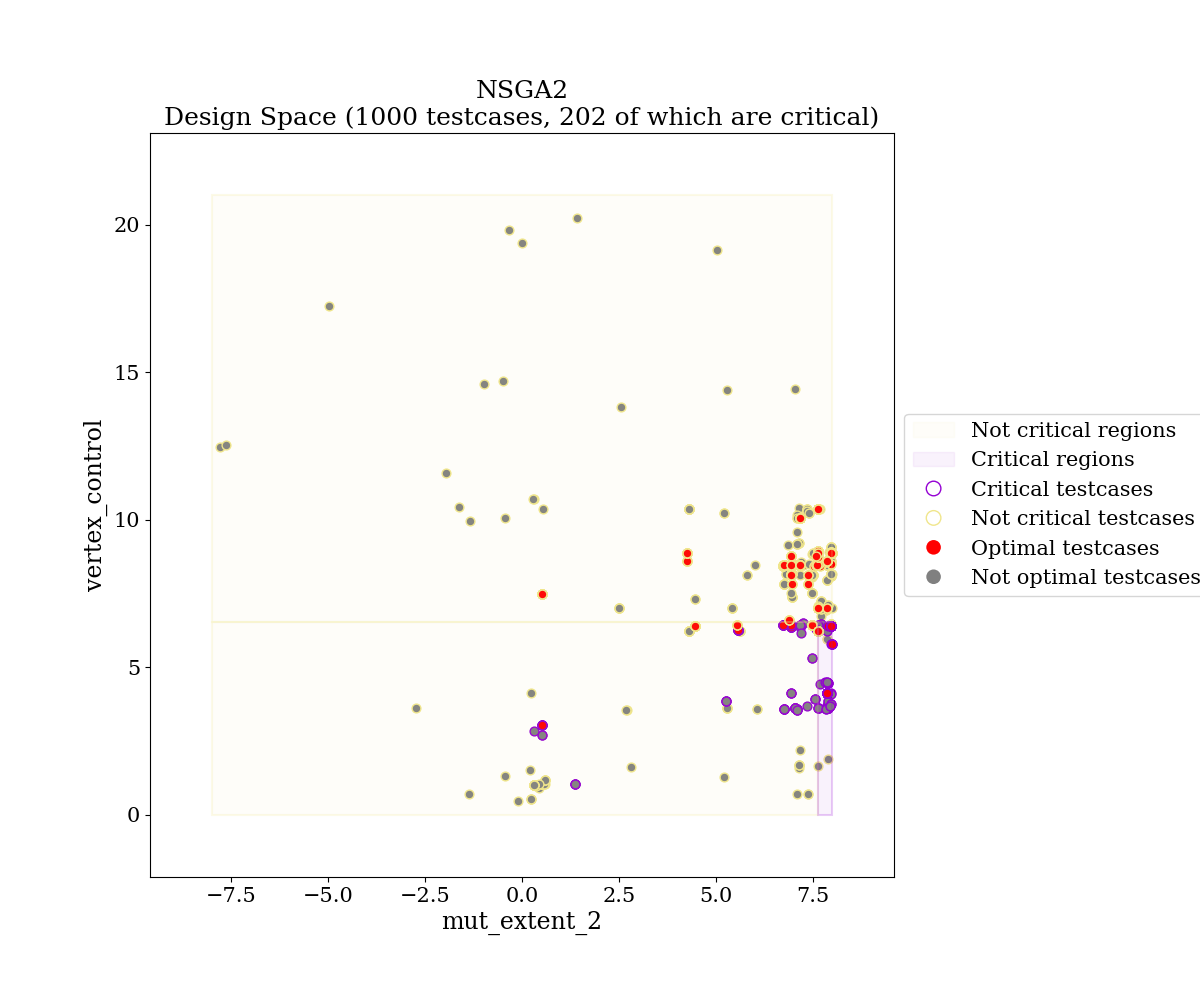 NSGA2
Design Space (1000 testcases, 202 of which are critical)
vertex_control
20
15
10
5
0
−7.5
−5.0
−2.5
0.0
2.5
5.0
7.5
mut_extent_2
Not critical regions
Critical regions
Critical testcases
Not critical testcases
Optimal testcases
Not optimal testcases